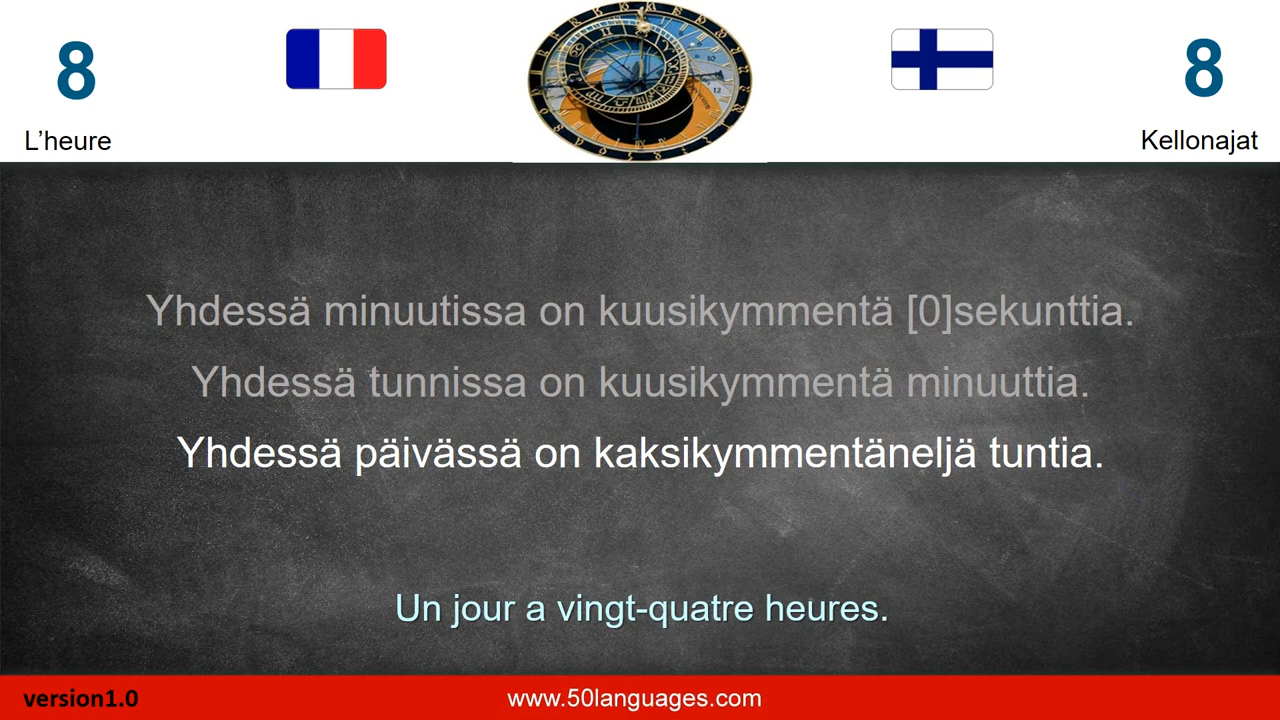 8
8
L’heure
Kellonajat
Yhdessä minuutissa on kuusikymmentä [0]sekunttia.
Yhdessä tunnissa on kuusikymmentä minuuttia.
Yhdessä päivässä on kaksikymmentäneljä tuntia.
Un jour a vingt-quatre heures.
version1.0
www.50languages.com